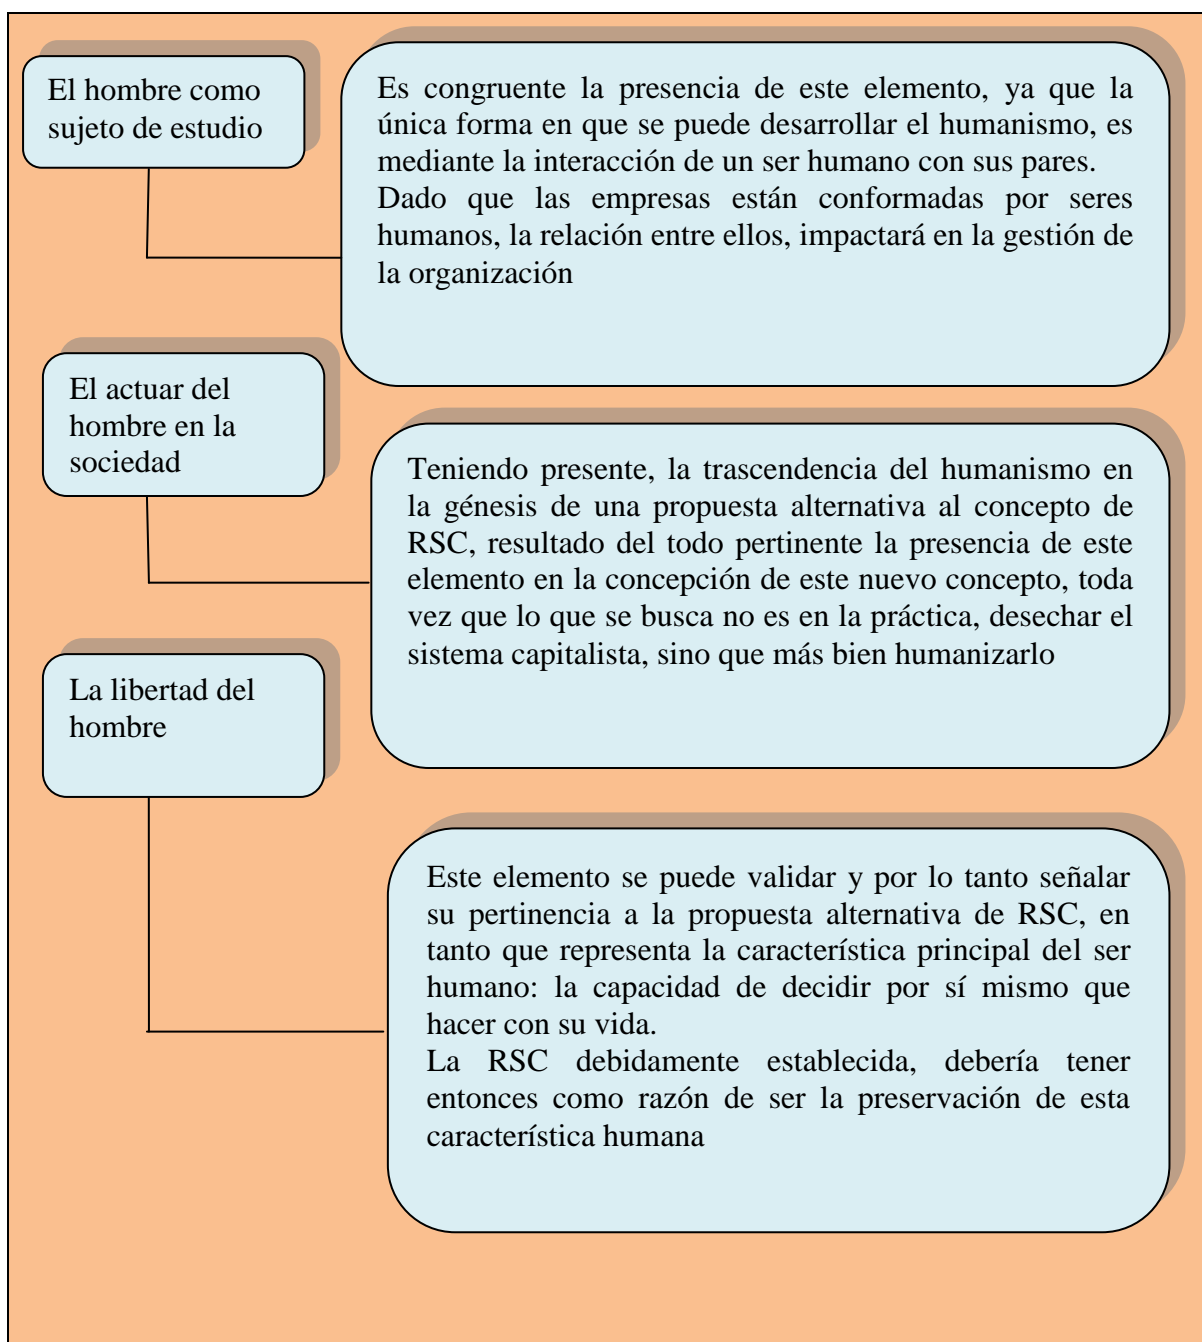 El hombre como
sujeto de estudio
Es congruente la presencia de este elemento, ya que la
única forma en que se puede desarrollar el humanismo, es
mediante la interacción de un ser humano con sus pares.
Dado que las empresas están conformadas por seres
humanos, la relación entre ellos, impactará en la gestión de
la organización
El actuar del
hombre en la
sociedad
Teniendo presente, la trascendencia del humanismo en
la génesis de una propuesta alternativa al concepto de
RSC, resultado del todo pertinente la presencia de este
elemento en la concepción de este nuevo concepto, toda
vez que lo que se busca no es en la práctica, desechar el
sistema capitalista, sino que más bien humanizarlo
La libertad del
hombre
Este elemento se puede validar y por lo tanto señalar
su pertinencia a la propuesta alternativa de RSC, en
tanto que representa la característica principal del ser
humano: la capacidad de decidir por sí mismo que
hacer con su vida.
La RSC debidamente establecida, debería tener
entonces como razón de ser la preservación de esta
característica humana